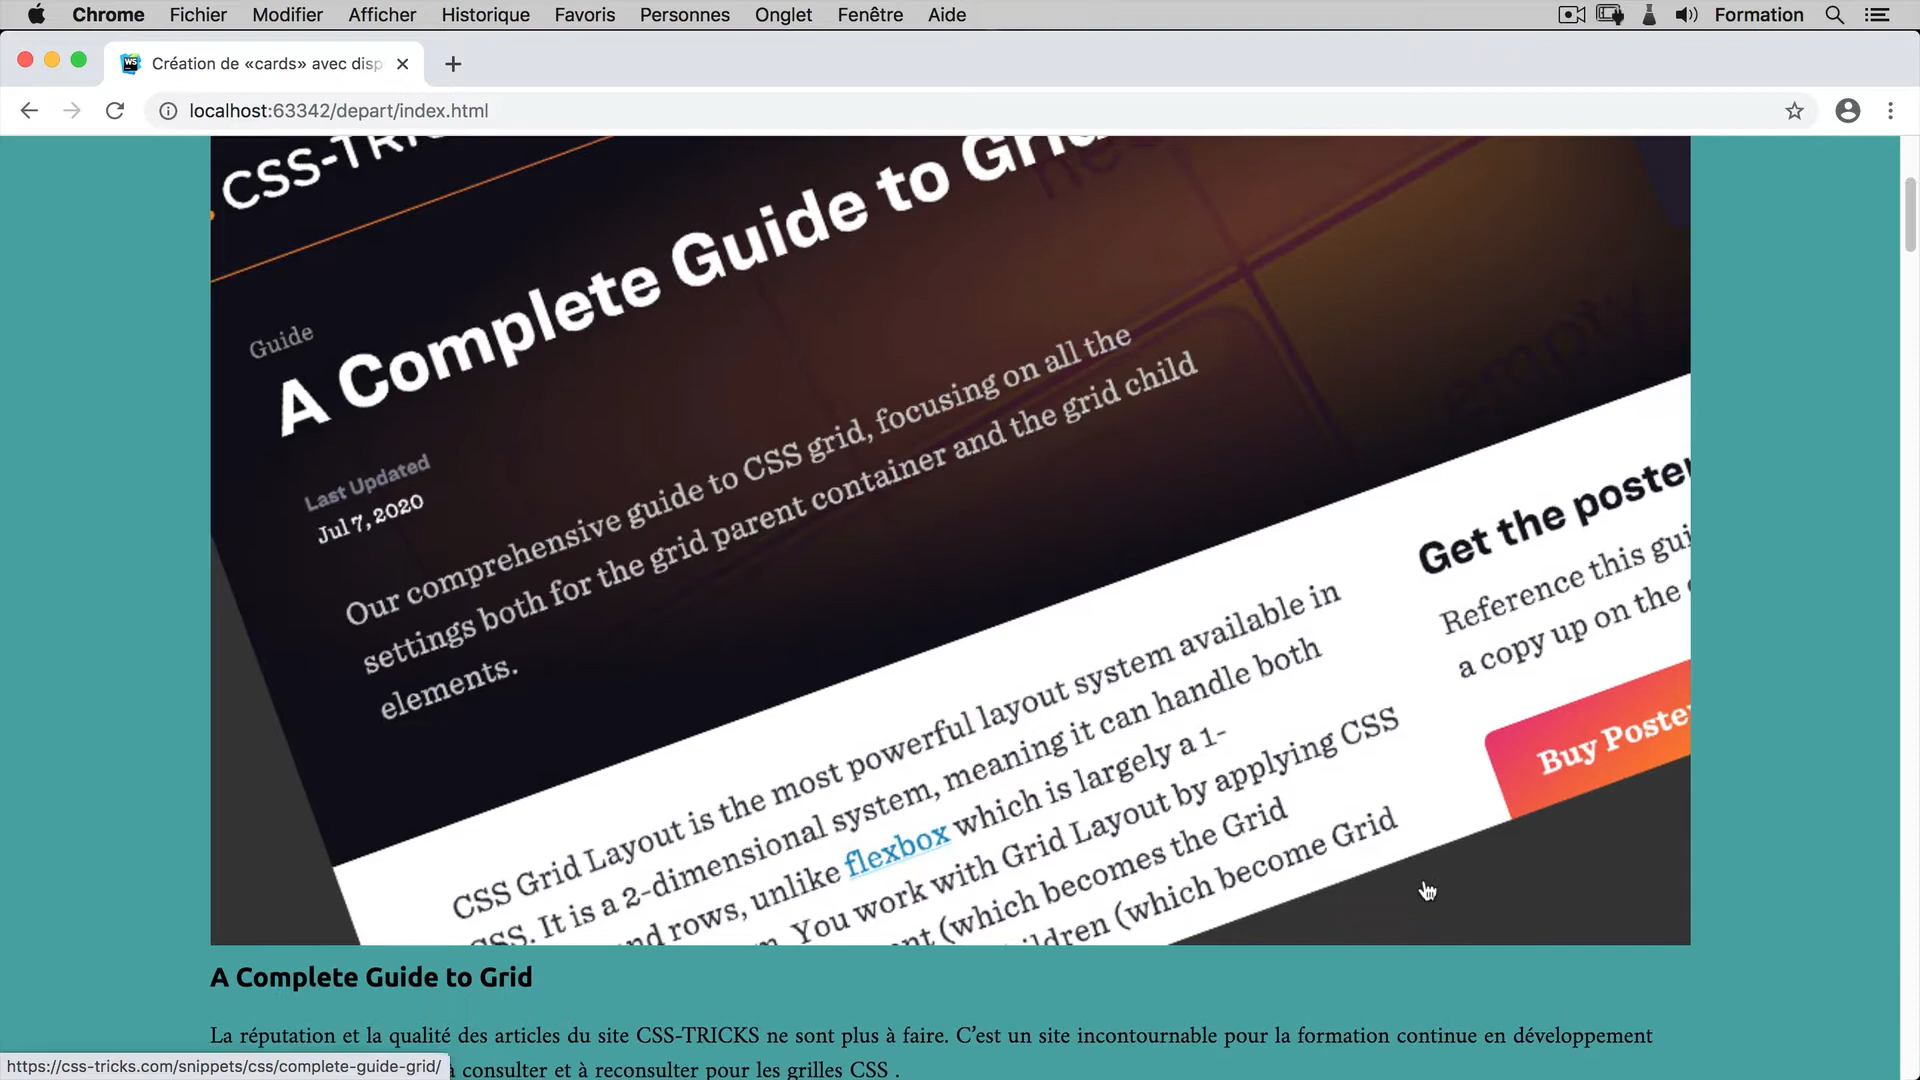 Chrome Fichier Modifier Afficher Historique Favoris Personnes Onglet Fenêtre Aide Formation
Création de «cards» avec disp
localhost:63342/depart/index.html
CSS-TRICK
A Complete Guide to Grid
Guide
Last Updated
Jul 7, 2020
Our comprehensive guide to CSS grid, focusing on all the
settings both for the grid parent container and the grid child
elements.
empty
Get the poster
Reference this gui
a copy up on the
Buy Poste
CSS Grid Layout is the most powerful layout system available in
CSS. It is a 2-dimensional system, meaning it can handle both
nd rows, unlike flexbox which is largely a 1-
m. You work with Grid Layout by applying CSS
nt (which becomes the Grid
ildren (which become Grid
A Complete Guide to Grid
La réputation et la qualité des articles du site CSS-TRICKS ne sont plus à faire. C’est un site incontournable pour la formation continue en développement
à consulter et à reconsulter pour les grilles CSS .
https://css-tricks.com/snippets/css/complete-guide-grid/